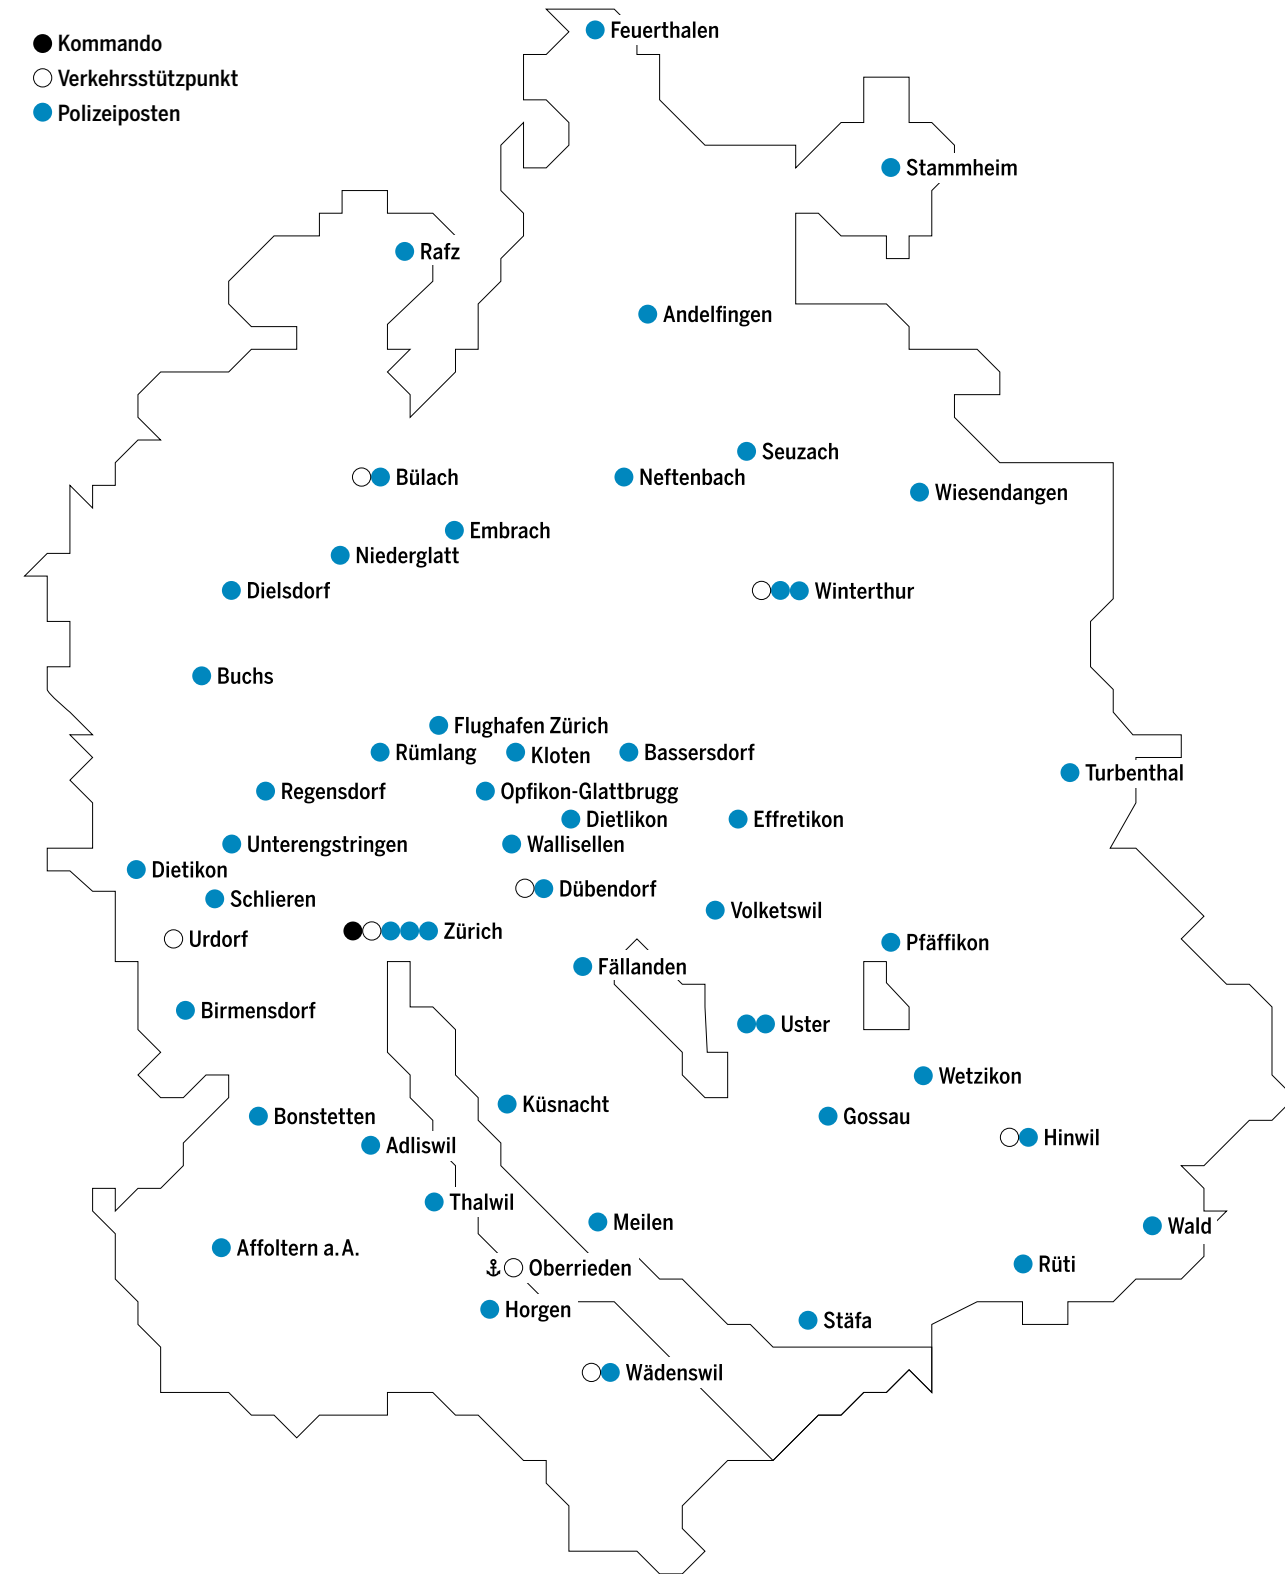 Kommando
Verkehrsstützpunkt
Polizeiposten
Feuerthalen
Stammheim
Rafz
Andelfingen
Seuzach
Bülach
Neftenbach
Wiesendangen
Embrach
Niederglatt
Dielsdorf
Winterthur
Buchs
Flughafen Zürich
Rümlang
Kloten
Bassersdorf
Turbenthal
Regensdorf
Opfikon-Glattbrugg
Dietlikon
Effretikon
Unterengstringen
Wallisellen
Dietikon
Dübendorf
Schlieren
Volketswil
Zürich
Urdorf
Pfäffikon
Fällanden
Birmensdorf
Uster
Wetzikon
Küsnacht
Bonstetten
Gossau
Hinwil
Adliswil
Thalwil
Meilen
Wald
Affoltern a. A.
Rüti
Oberrieden
Horgen
Stäfa
Wädenswil